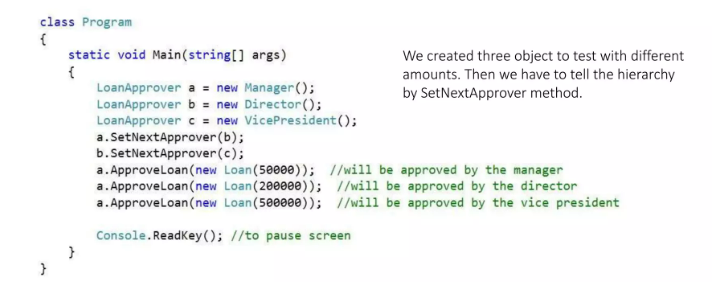 class Program
{
static void Main(string[] args)
{
LoanApprover a = new Manager();
LoanApprover b = new Director();
LoanApprover c = new VicePresident();
a.SetNextApprover(b);
b.SetNextApprover(c);
a.ApproveLoan(new Loan(50000)); //will be approved by the manager
a.ApproveLoan(new Loan(200000)); //will be approved by the director
a.ApproveLoan(new Loan(500000)); //will be approved by the vice president
Console.ReadKey(); //to pause screen
}
}
We created three object to test with different
amounts. Then we have to tell the hierarchy
by SetNextApprover method.